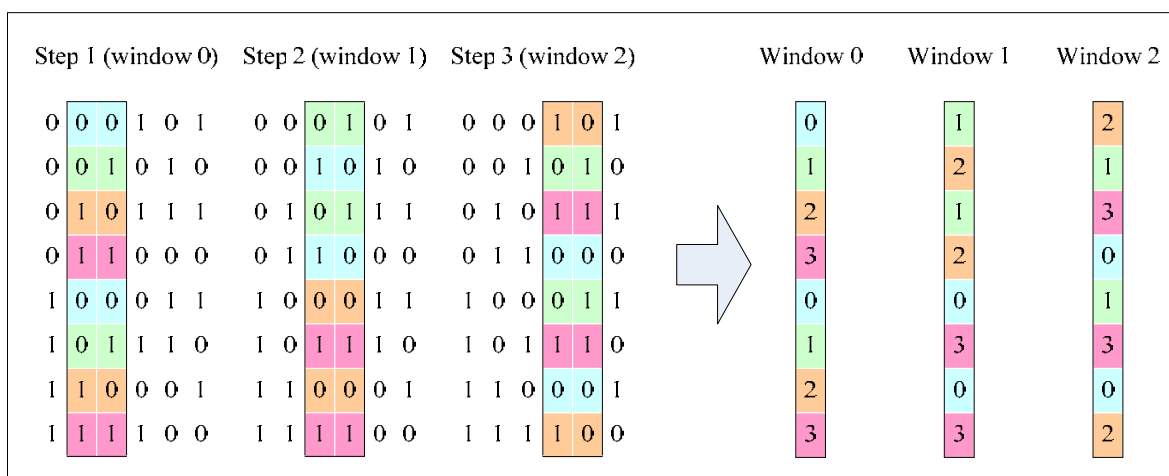 Step 1 (window 0) Step 2 (window 1) Step 3 (window 2) Window 0 Window 1 Window 2
0 0 0 1 0 1 0 0 0 1 0 1 0 0 0 1 0 1 0 1 2
0 0 1 0 1 0 0 0 1 0 1 0 0 0 1 0 1 0 1 2 1
0 1 0 1 1 1 0 1 0 1 1 1 0 1 0 1 1 1 2 1 3
0 1 1 0 0 0 0 1 1 0 0 0 0 1 1 0 0 0 3 2 0
1 0 0 0 1 1 1 0 0 0 1 1 1 0 0 0 1 1 0 0 1
1 0 1 1 1 0 1 0 1 1 1 0 1 0 1 1 1 0 1 3 3
1 1 0 0 0 1 1 1 0 0 0 1 1 1 0 0 0 1 2 0 0
1 1 1 1 0 0 1 1 1 1 0 0 1 1 1 1 0 0 3 3 2